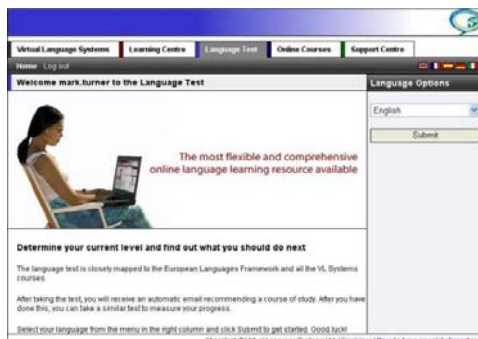 Virtual Language Systems Learning Centre Language Test Online Courses Support Centre
Home Log out
Welcome mark.turner to the Language Test
Language Options
English
Submit
The most flexible and comprehensive
online language learning resource available
Determine your current level and find out what you should do next
The language test is closely mapped to the European Languages Framework and all the VL Systems
courses.
After taking the test, you will receive an automatic email recommending a course of study. After you have
done this, you can take a similar test to measure your progress.
Select your language from the menu in the right column and click Submit to get started. Good luck!